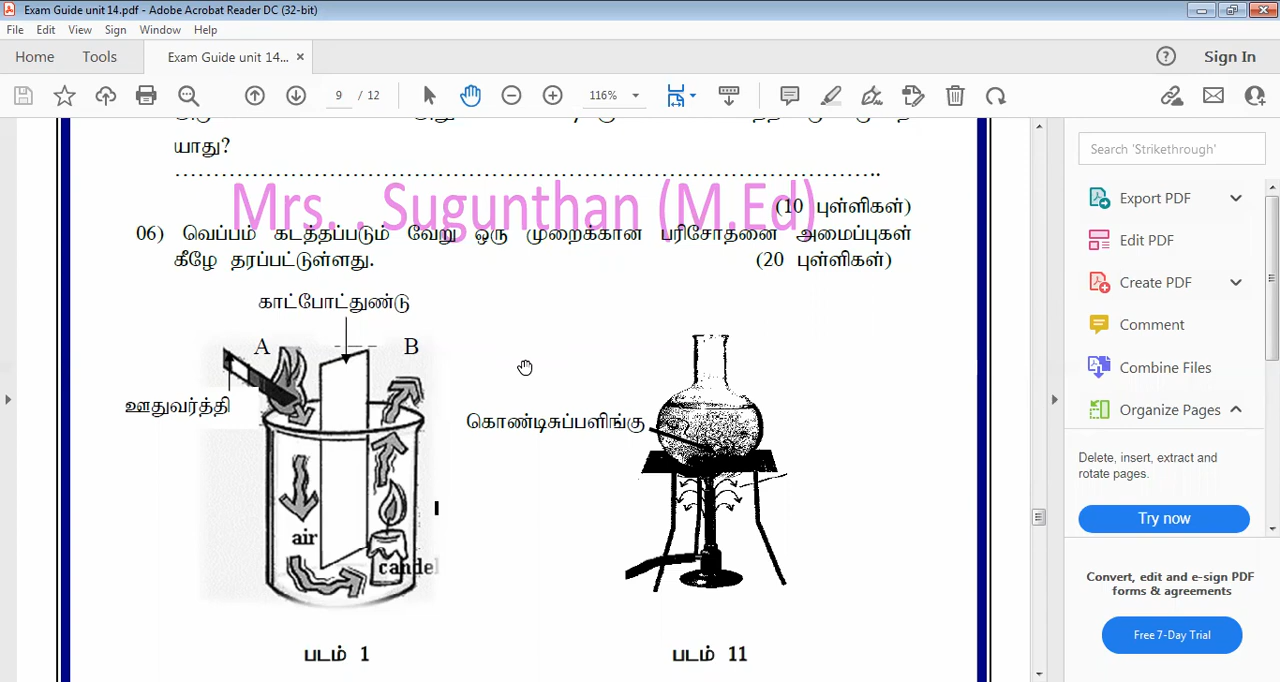 Exam Guide unit 14.pdf - Adobe Acrobat Reader DC (32-bit)
File Edit View Sign Window Help
Home Tools Exam Guide unit 14... × Sign In
9 / 12 116%
யாது?
……………………………………………………………………………..
Mrs. . Sugunthan (M.Ed)
(10 புள்ளிகள்)
06) வெப்பம் கடத்தப்படும் வேறு ஒரு முறைக்கான பரிசோதனை அமைப்புகள்
கீழே தரப்பட்டுள்ளது. (20 புள்ளிகள்)
காட்போட்துண்டு
A B
ஊதுவர்த்தி
air
candel
படம் 1
கொண்டிசுப்பளிங்கு
படம் 11
Search 'Strikethrough'
Export PDF
Edit PDF
Create PDF
Comment
Combine Files
Organize Pages
Delete, insert, extract and
rotate pages.
Try now
Convert, edit and e-sign PDF
forms & agreements
Free 7-Day Trial